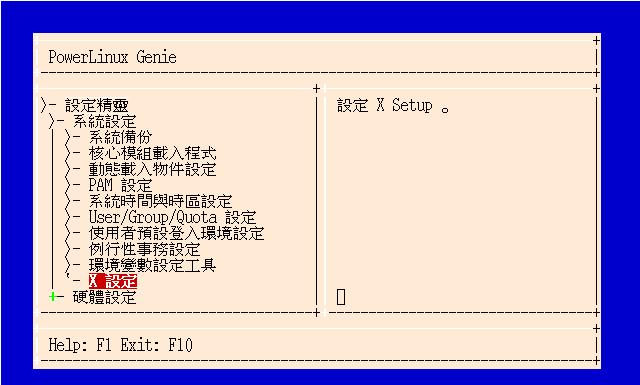 PowerLinux Genie
設定精靈
系統設定
系統備份
核心模組載入程式
動態載入物件設定
PAM 設定
系統時間與時區設定
User/Group/Quota 設定
使用者預設登入環境設定
例行性事務設定
環境變數設定工具
X 設定
硬體設定
設定 X Setup 。
Help: F1 Exit: F10